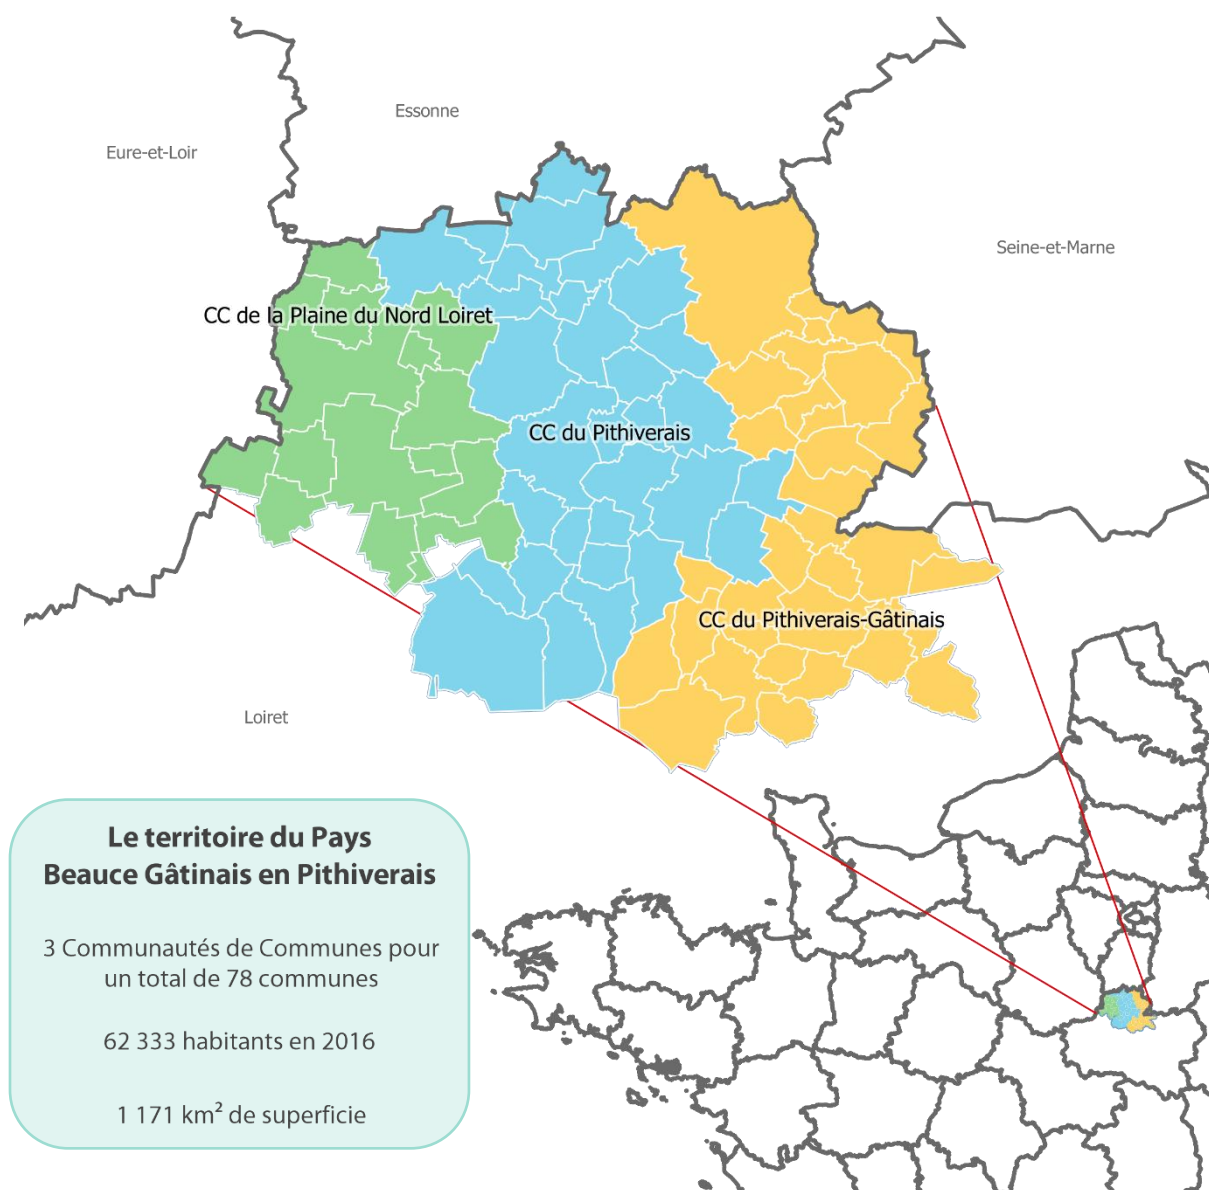 Essonne
Eure-et-Loir
Seine-et-Marne
CC de la Plaine du Nord Loiret
CC du Pithiverais
CC du Pithiverais-Gâtinais
Loiret
Le territoire du Pays
Beauce Gâtinais en Pithiverais
3 Communautés de Communes pour
un total de 78 communes
62 333 habitants en 2016
1 171 km² de superficie